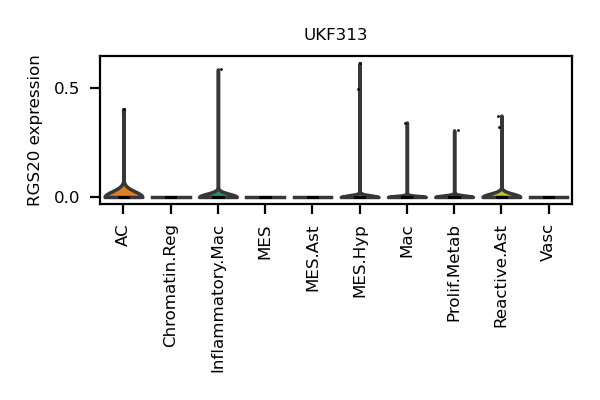 UKF313
RGS20 expression
0.5
0.0
AC
Chromatin.Reg
Inflammatory.Mac
MES
MES.Ast
MES.Hyp
Mac
Prolif.Metab
Reactive.Ast
Vasc